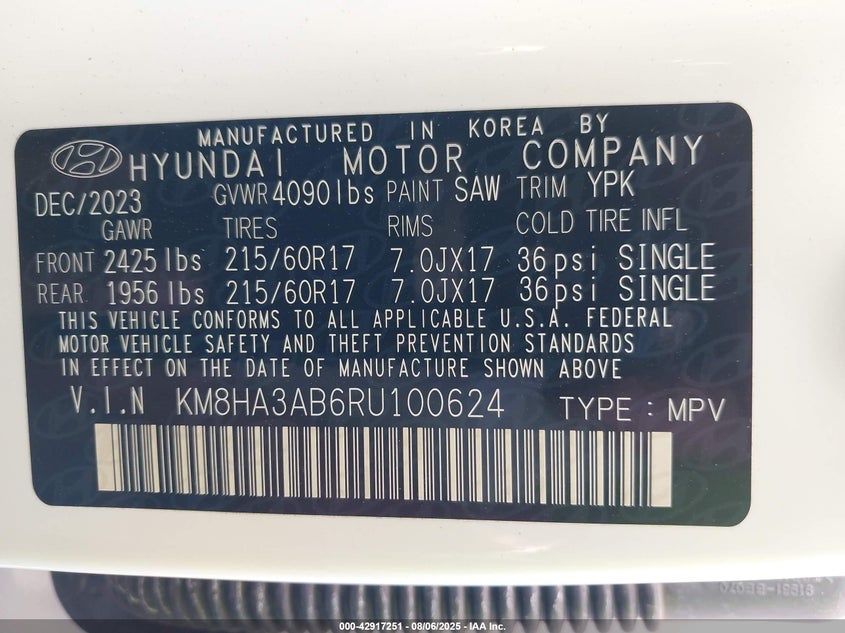 MANUFACTURED IN KOREA BY
HYUNDAI MOTOR COMPANY
DEC/2023 GVWR 4090 lbs PAINT SAW TRIM YPK
GAWR TIRES RIMS COLD TIRE INFL
FRONT 2425 lbs 215/60R17 7.0JX17 36psi SINGLE
REAR 1956 lbs 215/60R17 7.0JX17 36psi SINGLE
THIS VEHICLE CONFORMS TO ALL APPLICABLE U.S.A. FEDERAL
MOTOR VEHICLE SAFETY AND THEFT PREVENTION STANDARDS
IN EFFECT ON THE DATE OF MANUFACTURE SHOWN ABOVE
V.I.N KM8HA3AB6RU100624 TYPE : MPV
000-42917251 - 08/06/2025 - IAA Inc.